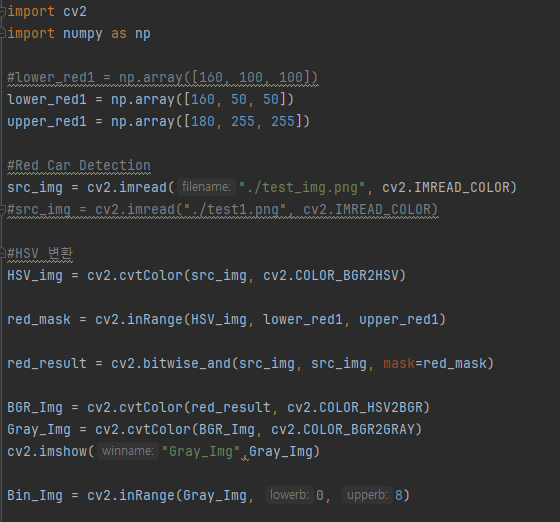 import cv2
import numpy as np
#lower_red1 = np.array([160, 100, 100])
lower_red1 = np.array([160, 50, 50])
upper_red1 = np.array([180, 255, 255])
#Red Car Detection
src_img = cv2.imread( filename: "./test_img.png", cv2.IMREAD_COLOR)
#src_img = cv2.imread("./test1.png", cv2.IMREAD_COLOR)
#HSV 변환
HSV_img = cv2.cvtColor(src_img, cv2.COLOR_BGR2HSV)
red_mask = cv2.inRange(HSV_img, lower_red1, upper_red1)
red_result = cv2.bitwise_and(src_img, src_img, mask=red_mask)
BGR_Img = cv2.cvtColor(red_result, cv2.COLOR_HSV2BGR)
Gray_Img = cv2.cvtColor(BGR_Img, cv2.COLOR_BGR2GRAY)
cv2.imshow( winname: "Gray_Img",Gray_Img)
Bin_Img = cv2.inRange(Gray_Img, lowerb: 0, upperb: 8)